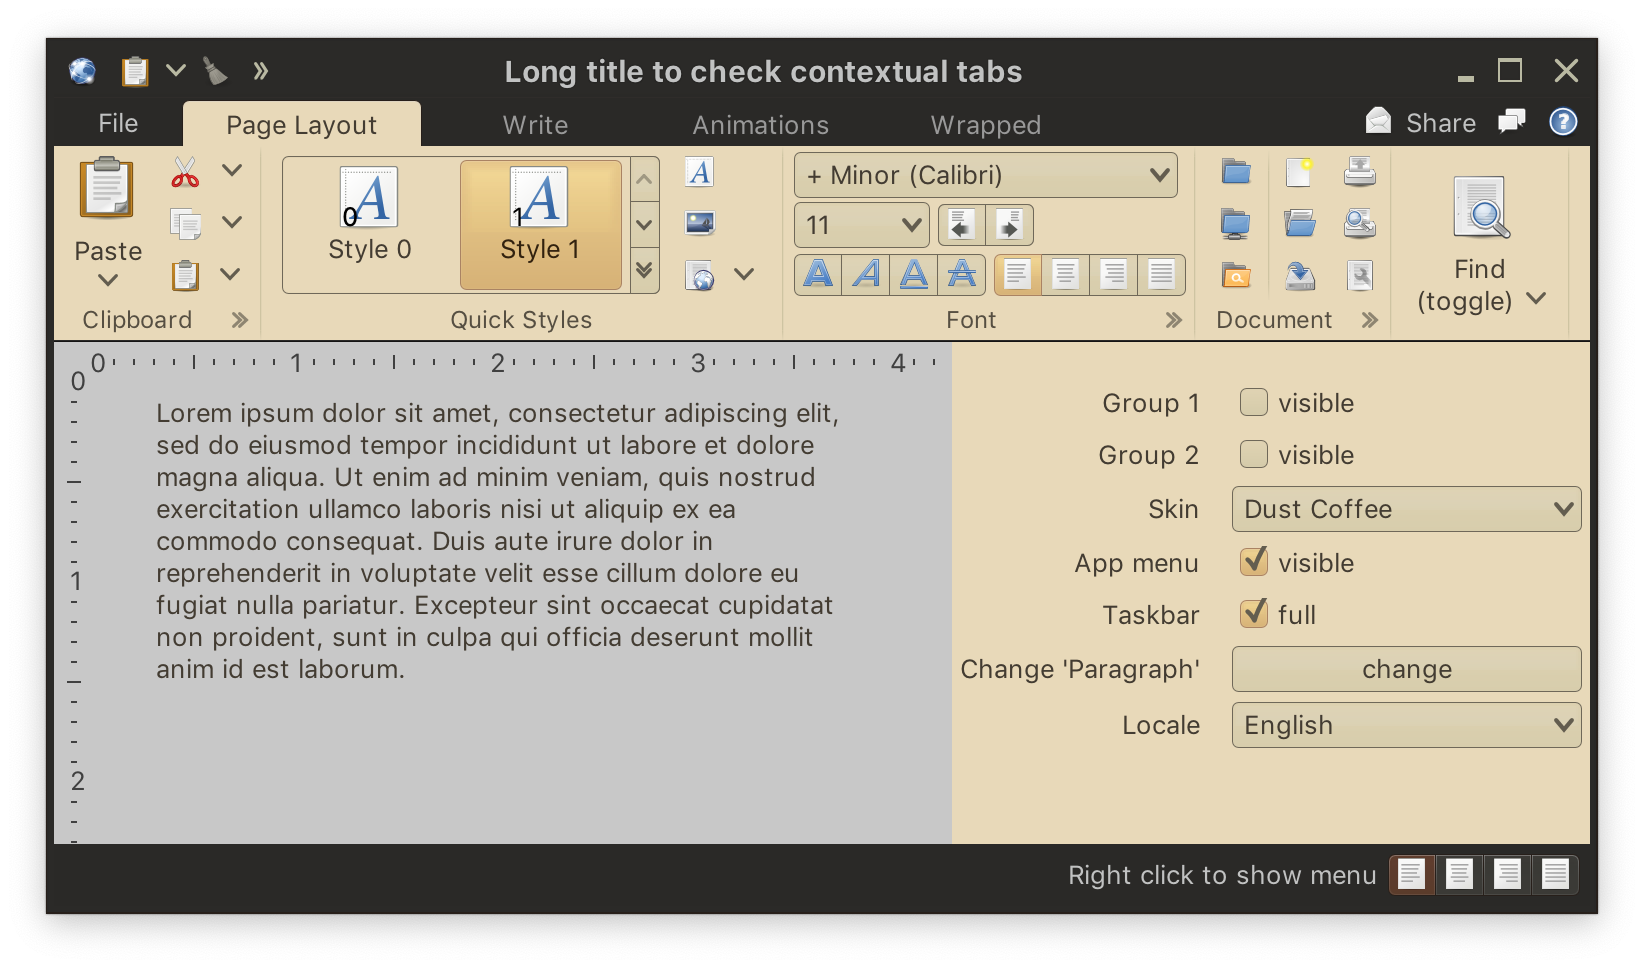 Long title to check contextual tabs
File
Page Layout
Write
Animations
Wrapped
Share
Paste
Clipboard
0
Style 0
1
Style 1
Quick Styles
+ Minor (Calibri)
11
A A A A
Font
Document
Find
(toggle)
0 1 2 3 4
0
1
2
Lorem ipsum dolor sit amet, consectetur adipiscing elit,
sed do eiusmod tempor incididunt ut labore et dolore
magna aliqua. Ut enim ad minim veniam, quis nostrud
exercitation ullamco laboris nisi ut aliquip ex ea
commodo consequat. Duis aute irure dolor in
reprehenderit in voluptate velit esse cillum dolore eu
fugiat nulla pariatur. Excepteur sint occaecat cupidatat
non proident, sunt in culpa qui officia deserunt mollit
anim id est laborum.
Group 1 visible
Group 2 visible
Skin Dust Coffee
App menu visible
Taskbar full
Change 'Paragraph' change
Locale English
Right click to show menu